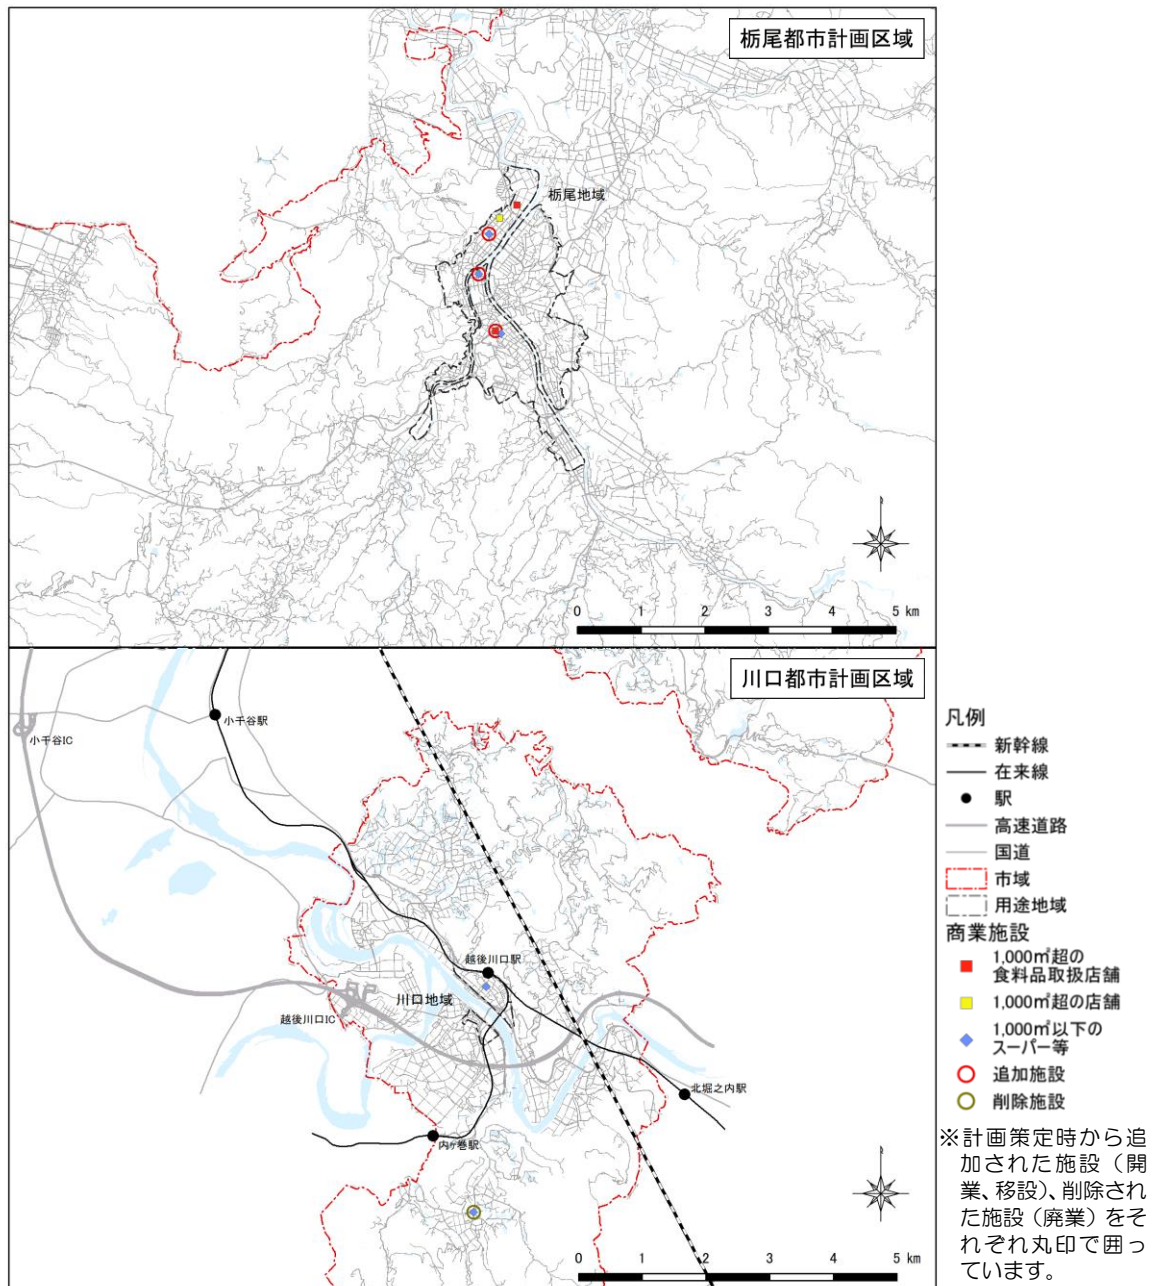 栃尾都市計画区域
栃尾地域
0 1 2 3 4 5 km
川口都市計画区域
小千谷駅
小千谷IC
越後川口駅
川口地域
越後川口IC
北堀之内駅
内ヶ巻駅
0 1 2 3 4 5 km
凡例
新幹線
在来線
駅
高速道路
国道
市域
用途地域
商業施設
1,000㎡超の
食料品取扱店舗
1,000㎡超の店舗
1,000㎡以下の
スーパー等
追加施設
削除施設
※計画策定時から追
加された施設（開
業、移設）、削除され
た施設（廃業）をそ
れぞれ丸印で囲っ
ています。